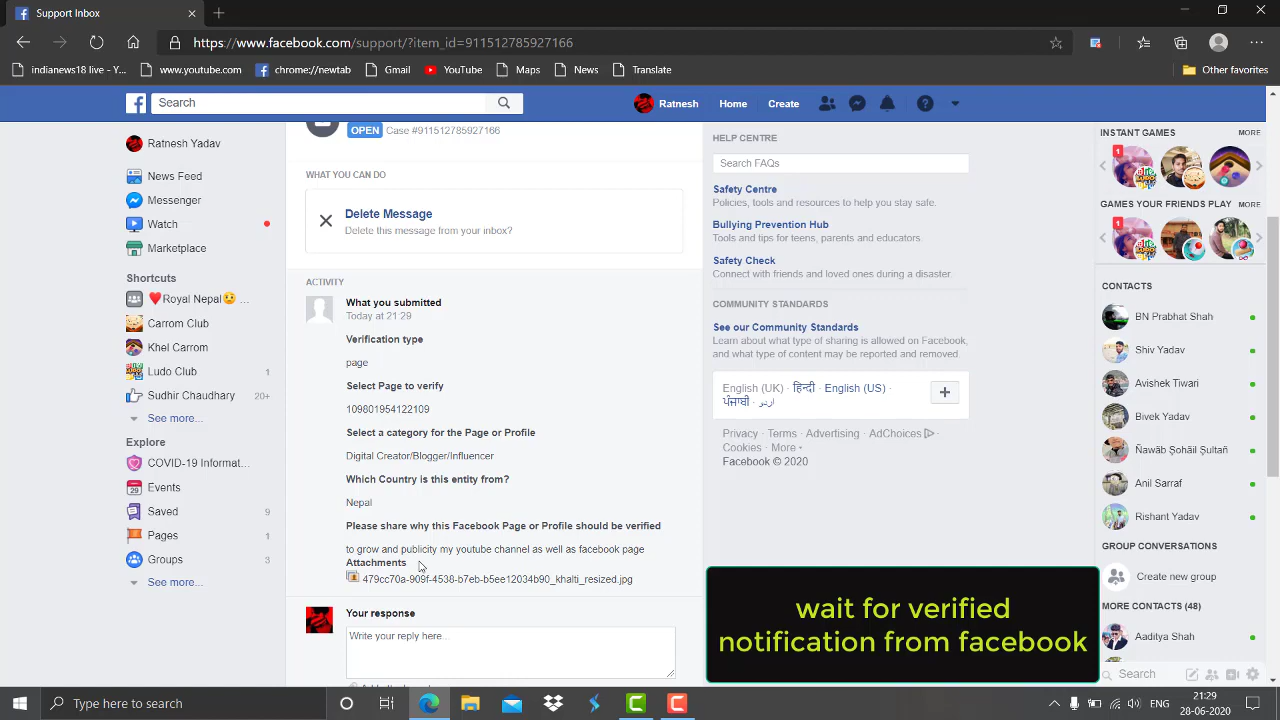 Support Inbox
https://www.facebook.com/support/?item_id=911512785927166
indianews18 live - Y...
www.youtube.com
chrome://newtab
Gmail
YouTube
Maps
News
Translate
Other favorites
Search
Ratnesh
Home
Create
Ratnesh Yadav
News Feed
Messenger
Watch
Marketplace
Shortcuts
❤️Royal Nepal😟 ...
Carrom Club
Khel Carrom
Ludo Club 1
Sudhir Chaudhary 20+
See more...
Explore
COVID-19 Informat...
Events
Saved 9
Pages 1
Groups 3
See more...
OPEN Case #911512785927166
WHAT YOU CAN DO
Delete Message
Delete this message from your inbox?
ACTIVITY
What you submitted
Today at 21:29
Verification type
page
Select Page to verify
109801954122109
Select a category for the Page or Profile
Digital Creator/Blogger/Influencer
Which Country is this entity from?
Nepal
Please share why this Facebook Page or Profile should be verified
to grow and publicity my youtube channel as well as facebook page
Attachments
479cc70a-909f-4538-b7eb-b5ee12034b90_khalti_resized.jpg
Your response
Write your reply here...
HELP CENTRE
Search FAQs
Safety Centre
Policies, tools and resources to help you stay safe.
Bullying Prevention Hub
Tools and tips for teens, parents and educators.
Safety Check
Connect with friends and loved ones during a disaster.
COMMUNITY STANDARDS
See our Community Standards
Learn about what type of sharing is allowed on Facebook,
and what type of content may be reported and removed.
English (UK) · हिन्दी · English (US) ·
ਪੰਜਾਬੀ · اردو
Privacy · Terms · Advertising · AdChoices ·
Cookies · More
Facebook © 2020
INSTANT GAMES MORE
1
GAMES YOUR FRIENDS PLAY MORE
1
CONTACTS
BN Prabhat Shah
Shiv Yadav
Avishek Tiwari
Bivek Yadav
Ñawāb Şohāil Şultañ
Anil Sarraf
Rishant Yadav
GROUP CONVERSATIONS
Create new group
MORE CONTACTS (48)
Aaditya Shah
Search
wait for verified
notification from facebook
Type here to search
ENG
21:29
28-06-2020